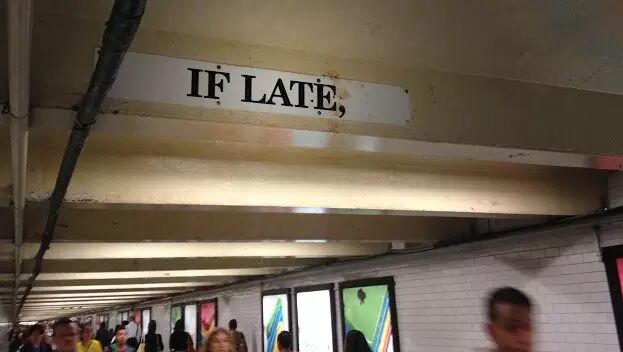 IF LATE,